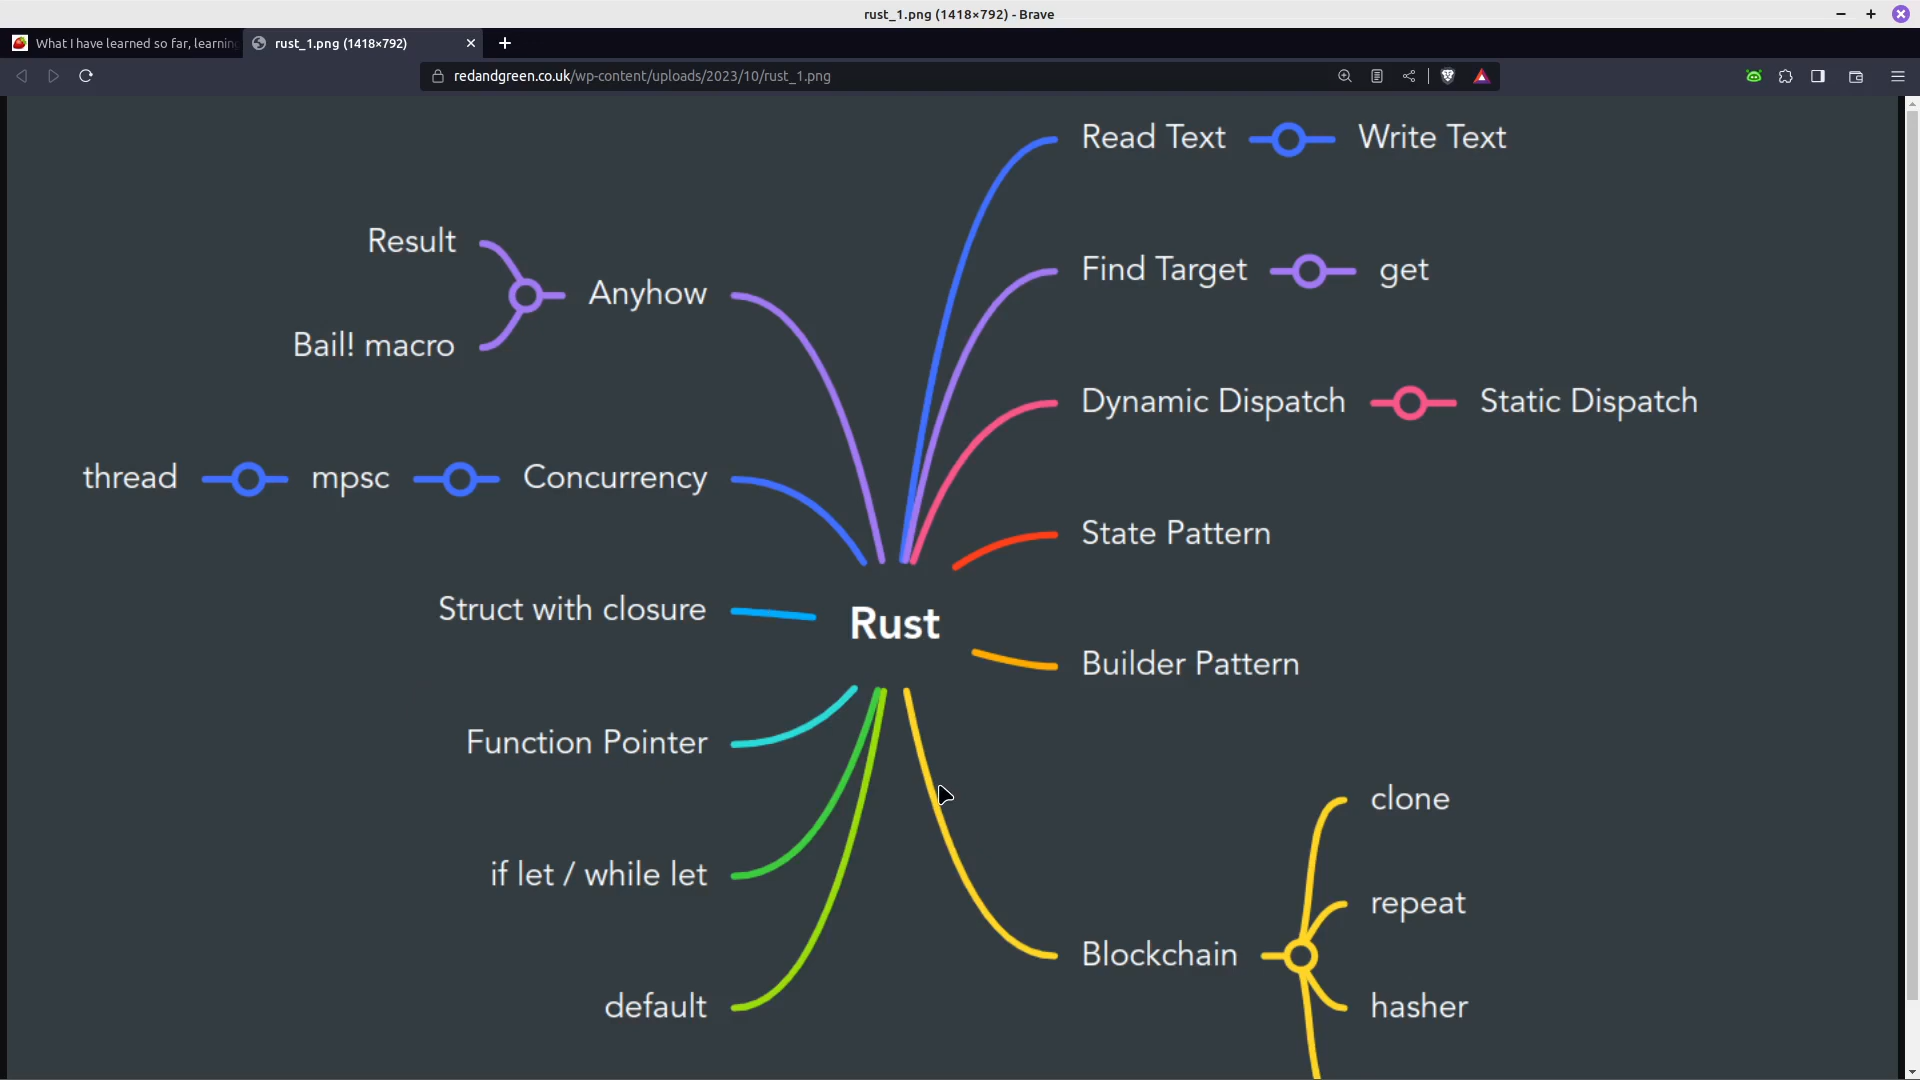 rust_1.png (1418×792) - Brave
What I have learned so far, learning
rust_1.png (1418×792)
redandgreen.co.uk/wp-content/uploads/2023/10/rust_1.png
Read Text
Write Text
Result
Anyhow
Find Target
get
Bail! macro
Dynamic Dispatch
Static Dispatch
thread
mpsc
Concurrency
State Pattern
Struct with closure
Rust
Builder Pattern
Function Pointer
clone
if let / while let
repeat
Blockchain
default
hasher